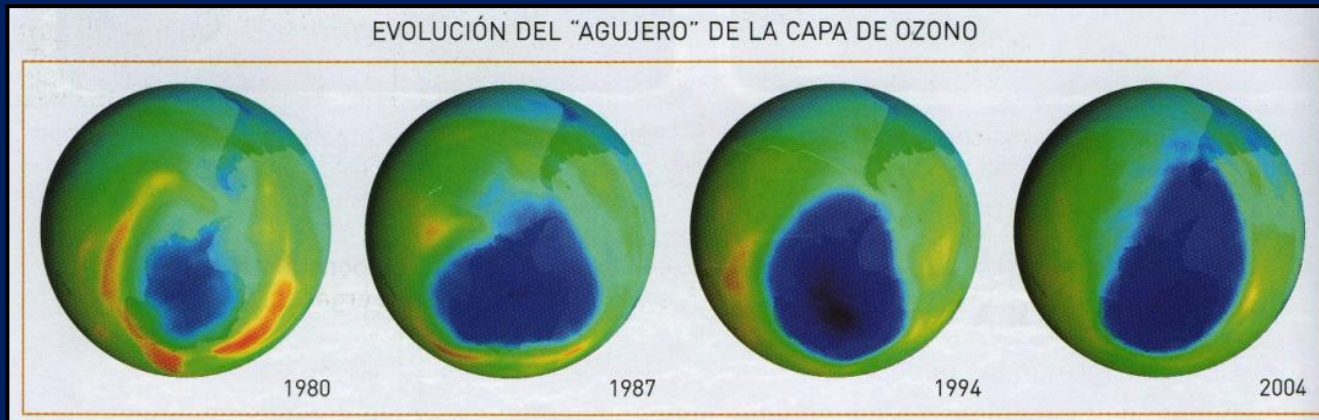 EVOLUCIÓN DEL "AGUJERO" DE LA CAPA DE OZONO
1980
1987
1994
2004